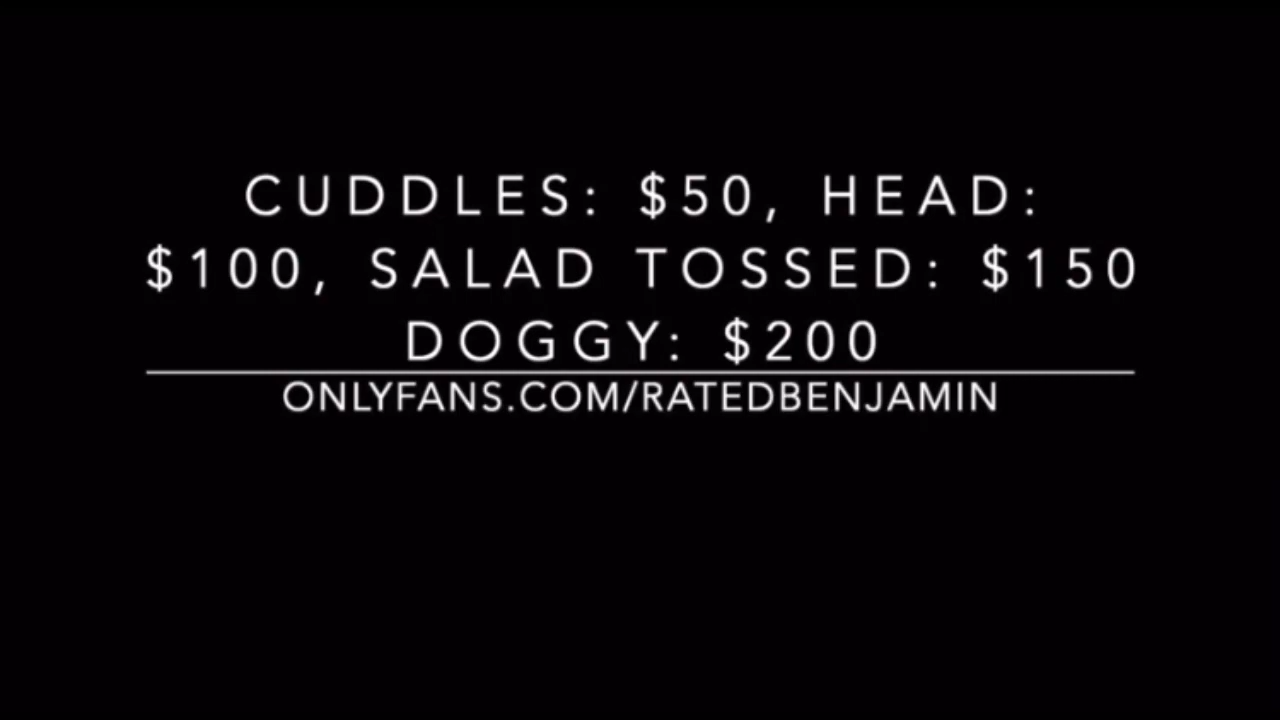 CUDDLES: $50, HEAD:
$100, SALAD TOSSED: $150
DOGGY: $200
ONLYFANS.COM/RATEDBENJAMIN